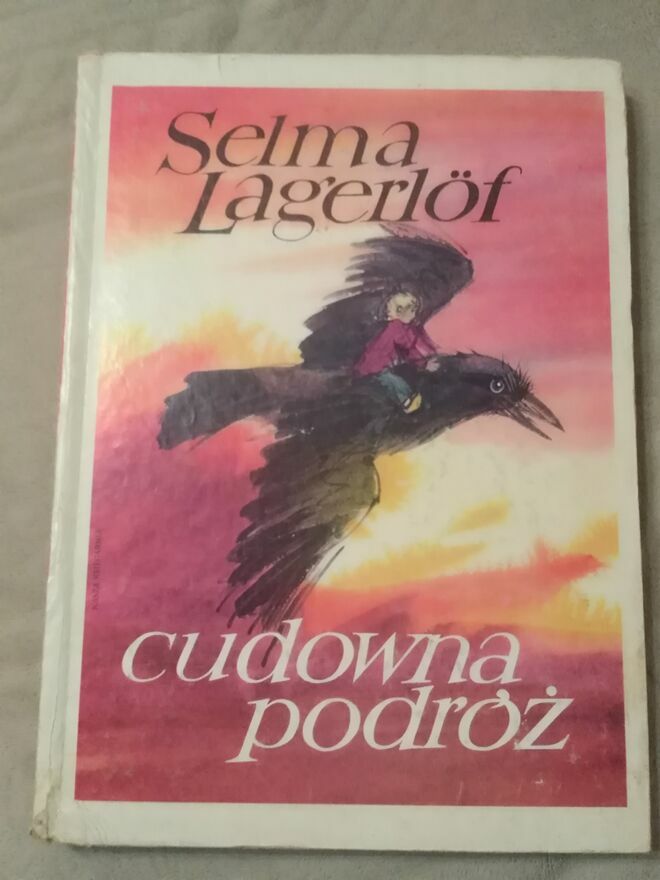 Selma
Lagerlöf
cudowna
podróż